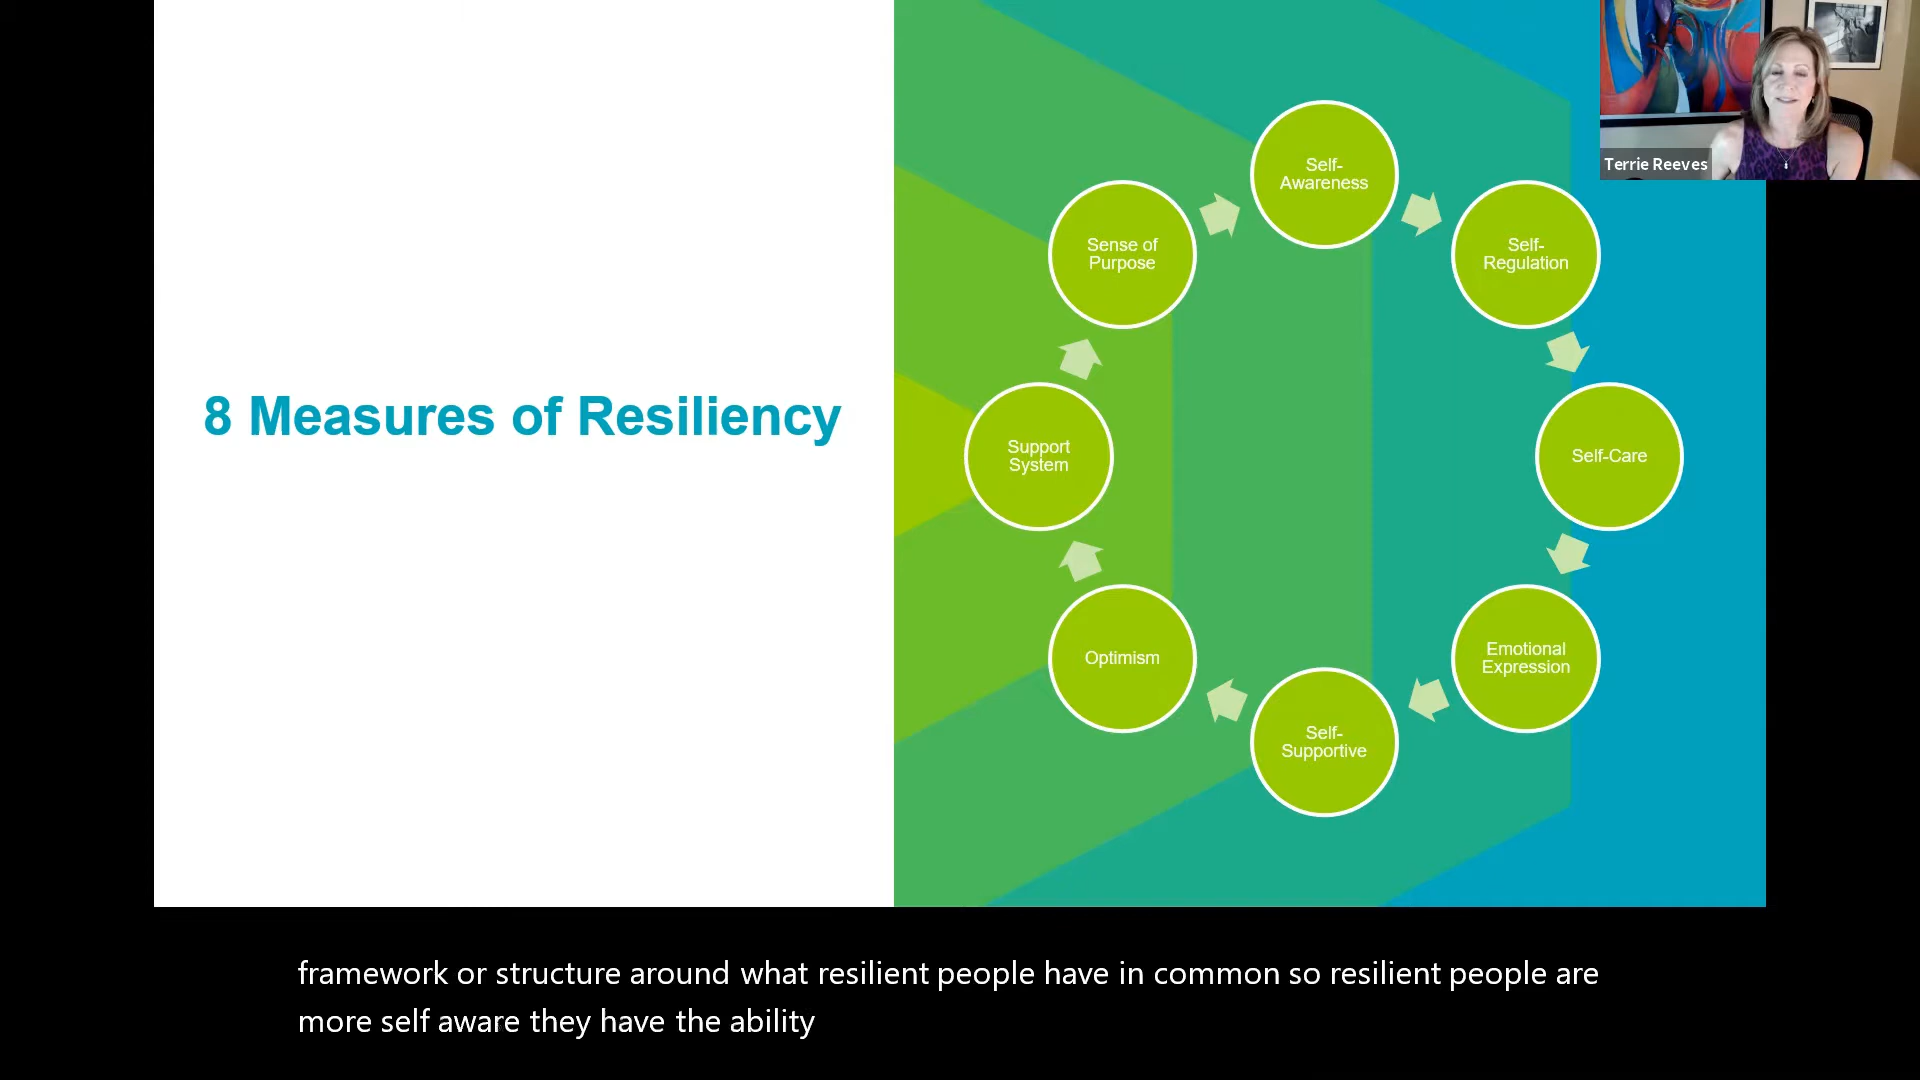 8 Measures of Resiliency
Self-
Awareness
Self-
Regulation
Self-Care
Emotional
Expression
Self-
Supportive
Optimism
Support
System
Sense of
Purpose
Terrie Reeves
framework or structure around what resilient people have in common so resilient people are
more self aware they have the ability